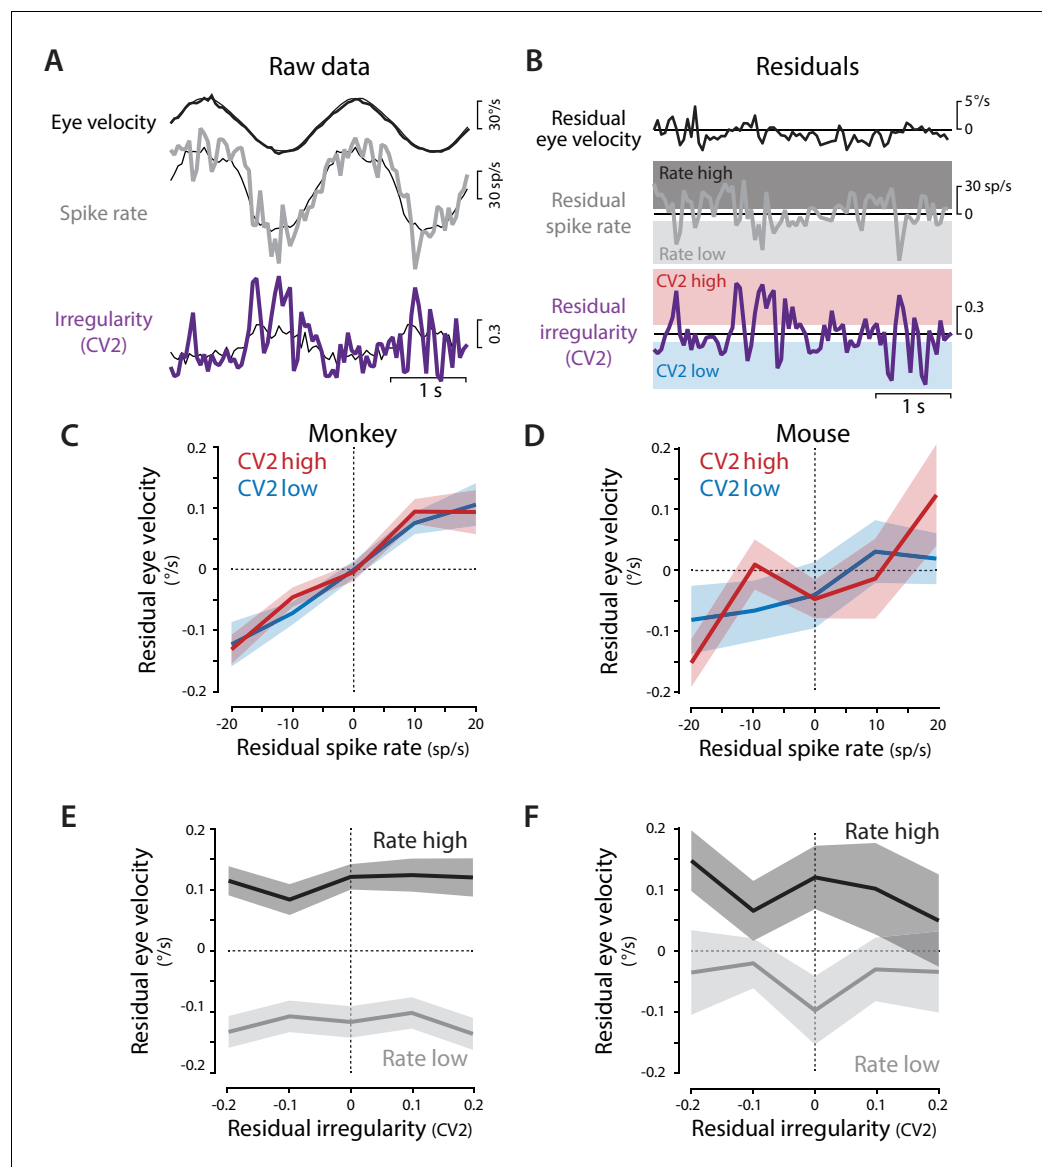 A
Raw data
Eye velocity
30°/s
Spike rate
30 sp/s
Irregularity
(CV2)
0.3
1 s
B
Residuals
Residual
eye velocity
5°/s
0
Rate high
Residual
spike rate
30 sp/s
0
Rate low
CV2 high
Residual
irregularity
(CV2)
0.3
0
CV2 low
1 s
C
Monkey
CV2 high
CV2 low
Residual eye velocity
(°/s)
0.2
0.1
0
-0.1
-0.2
-20
-10
0
10
20
Residual spike rate (sp/s)
D
Mouse
CV2 high
CV2 low
Residual eye velocity
(°/s)
0.2
0.1
0
-0.1
-0.2
-20
-10
0
10
20
Residual spike rate (sp/s)
E
Rate high
Residual eye velocity
(°/s)
0.2
0.1
0
-0.1
-0.2
Rate low
-0.2
-0.1
0
0.1
0.2
Residual irregularity (CV2)
F
Rate high
Residual eye velocity
(°/s)
0.2
0.1
0
-0.1
-0.2
Rate low
-0.2
-0.1
0
0.1
0.2
Residual irregularity (CV2)